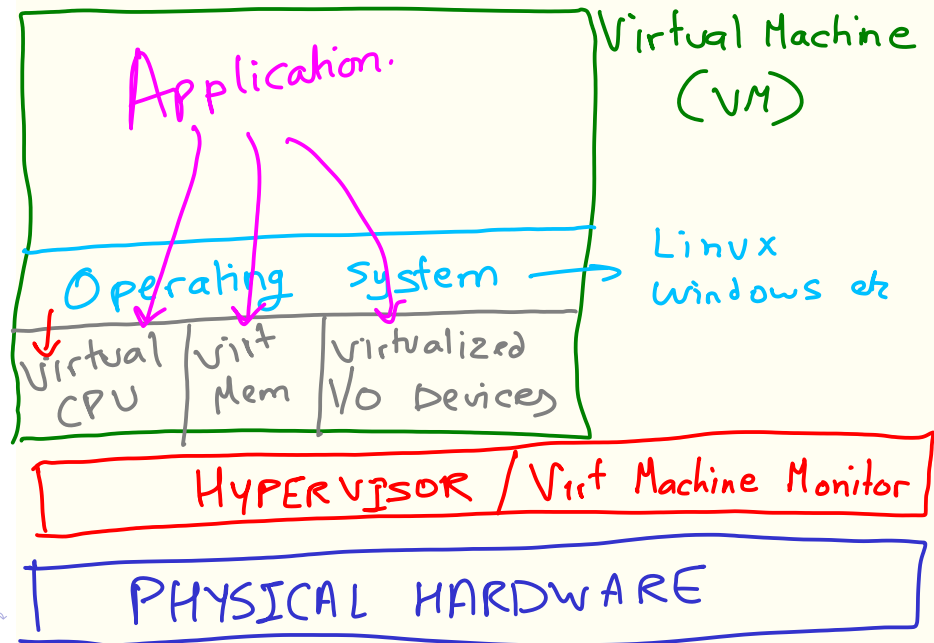 Virtual Machine
(VM)
Application.
Operating System
Linux
Windows etc
Virtual
CPU
Virt
Mem
Virtualized
I/O Devices
HYPERVISOR / Virt Machine Monitor
PHYSICAL HARDWARE